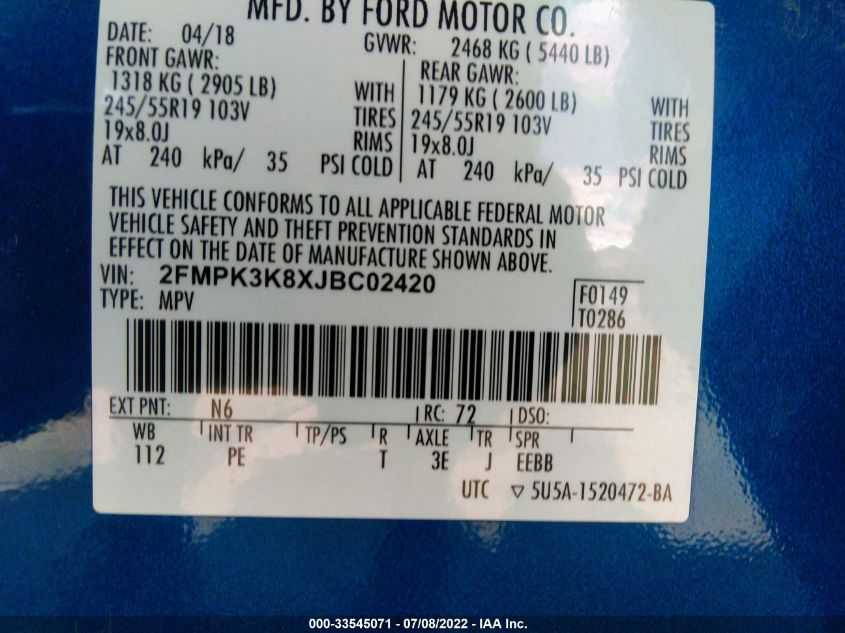 MFD. BY FORD MOTOR CO.
DATE: 04/18 GVWR: 2468 KG ( 5440 LB)
FRONT GAWR: REAR GAWR:
1318 KG ( 2905 LB) WITH 1179 KG ( 2600 LB) WITH
245/55R19 103V TIRES 245/55R19 103V TIRES
19x8.0J RIMS 19x8.0J RIMS
AT 240 kPa/ 35 PSI COLD AT 240 kPa/ 35 PSI COLD
THIS VEHICLE CONFORMS TO ALL APPLICABLE FEDERAL MOTOR
VEHICLE SAFETY AND THEFT PREVENTION STANDARDS IN
EFFECT ON THE DATE OF MANUFACTURE SHOWN ABOVE.
VIN: 2FMPK3K8XJBC02420
TYPE: MPV
F0149
T0286
EXT PNT: N6 RC: 72 DSO:
WB INT TR TP/PS R AXLE TR SPR
112 PE T 3E J EEBB
UTC ▽ 5U5A-1520472-BA
000-33545071 - 07/08/2022 - IAA Inc.